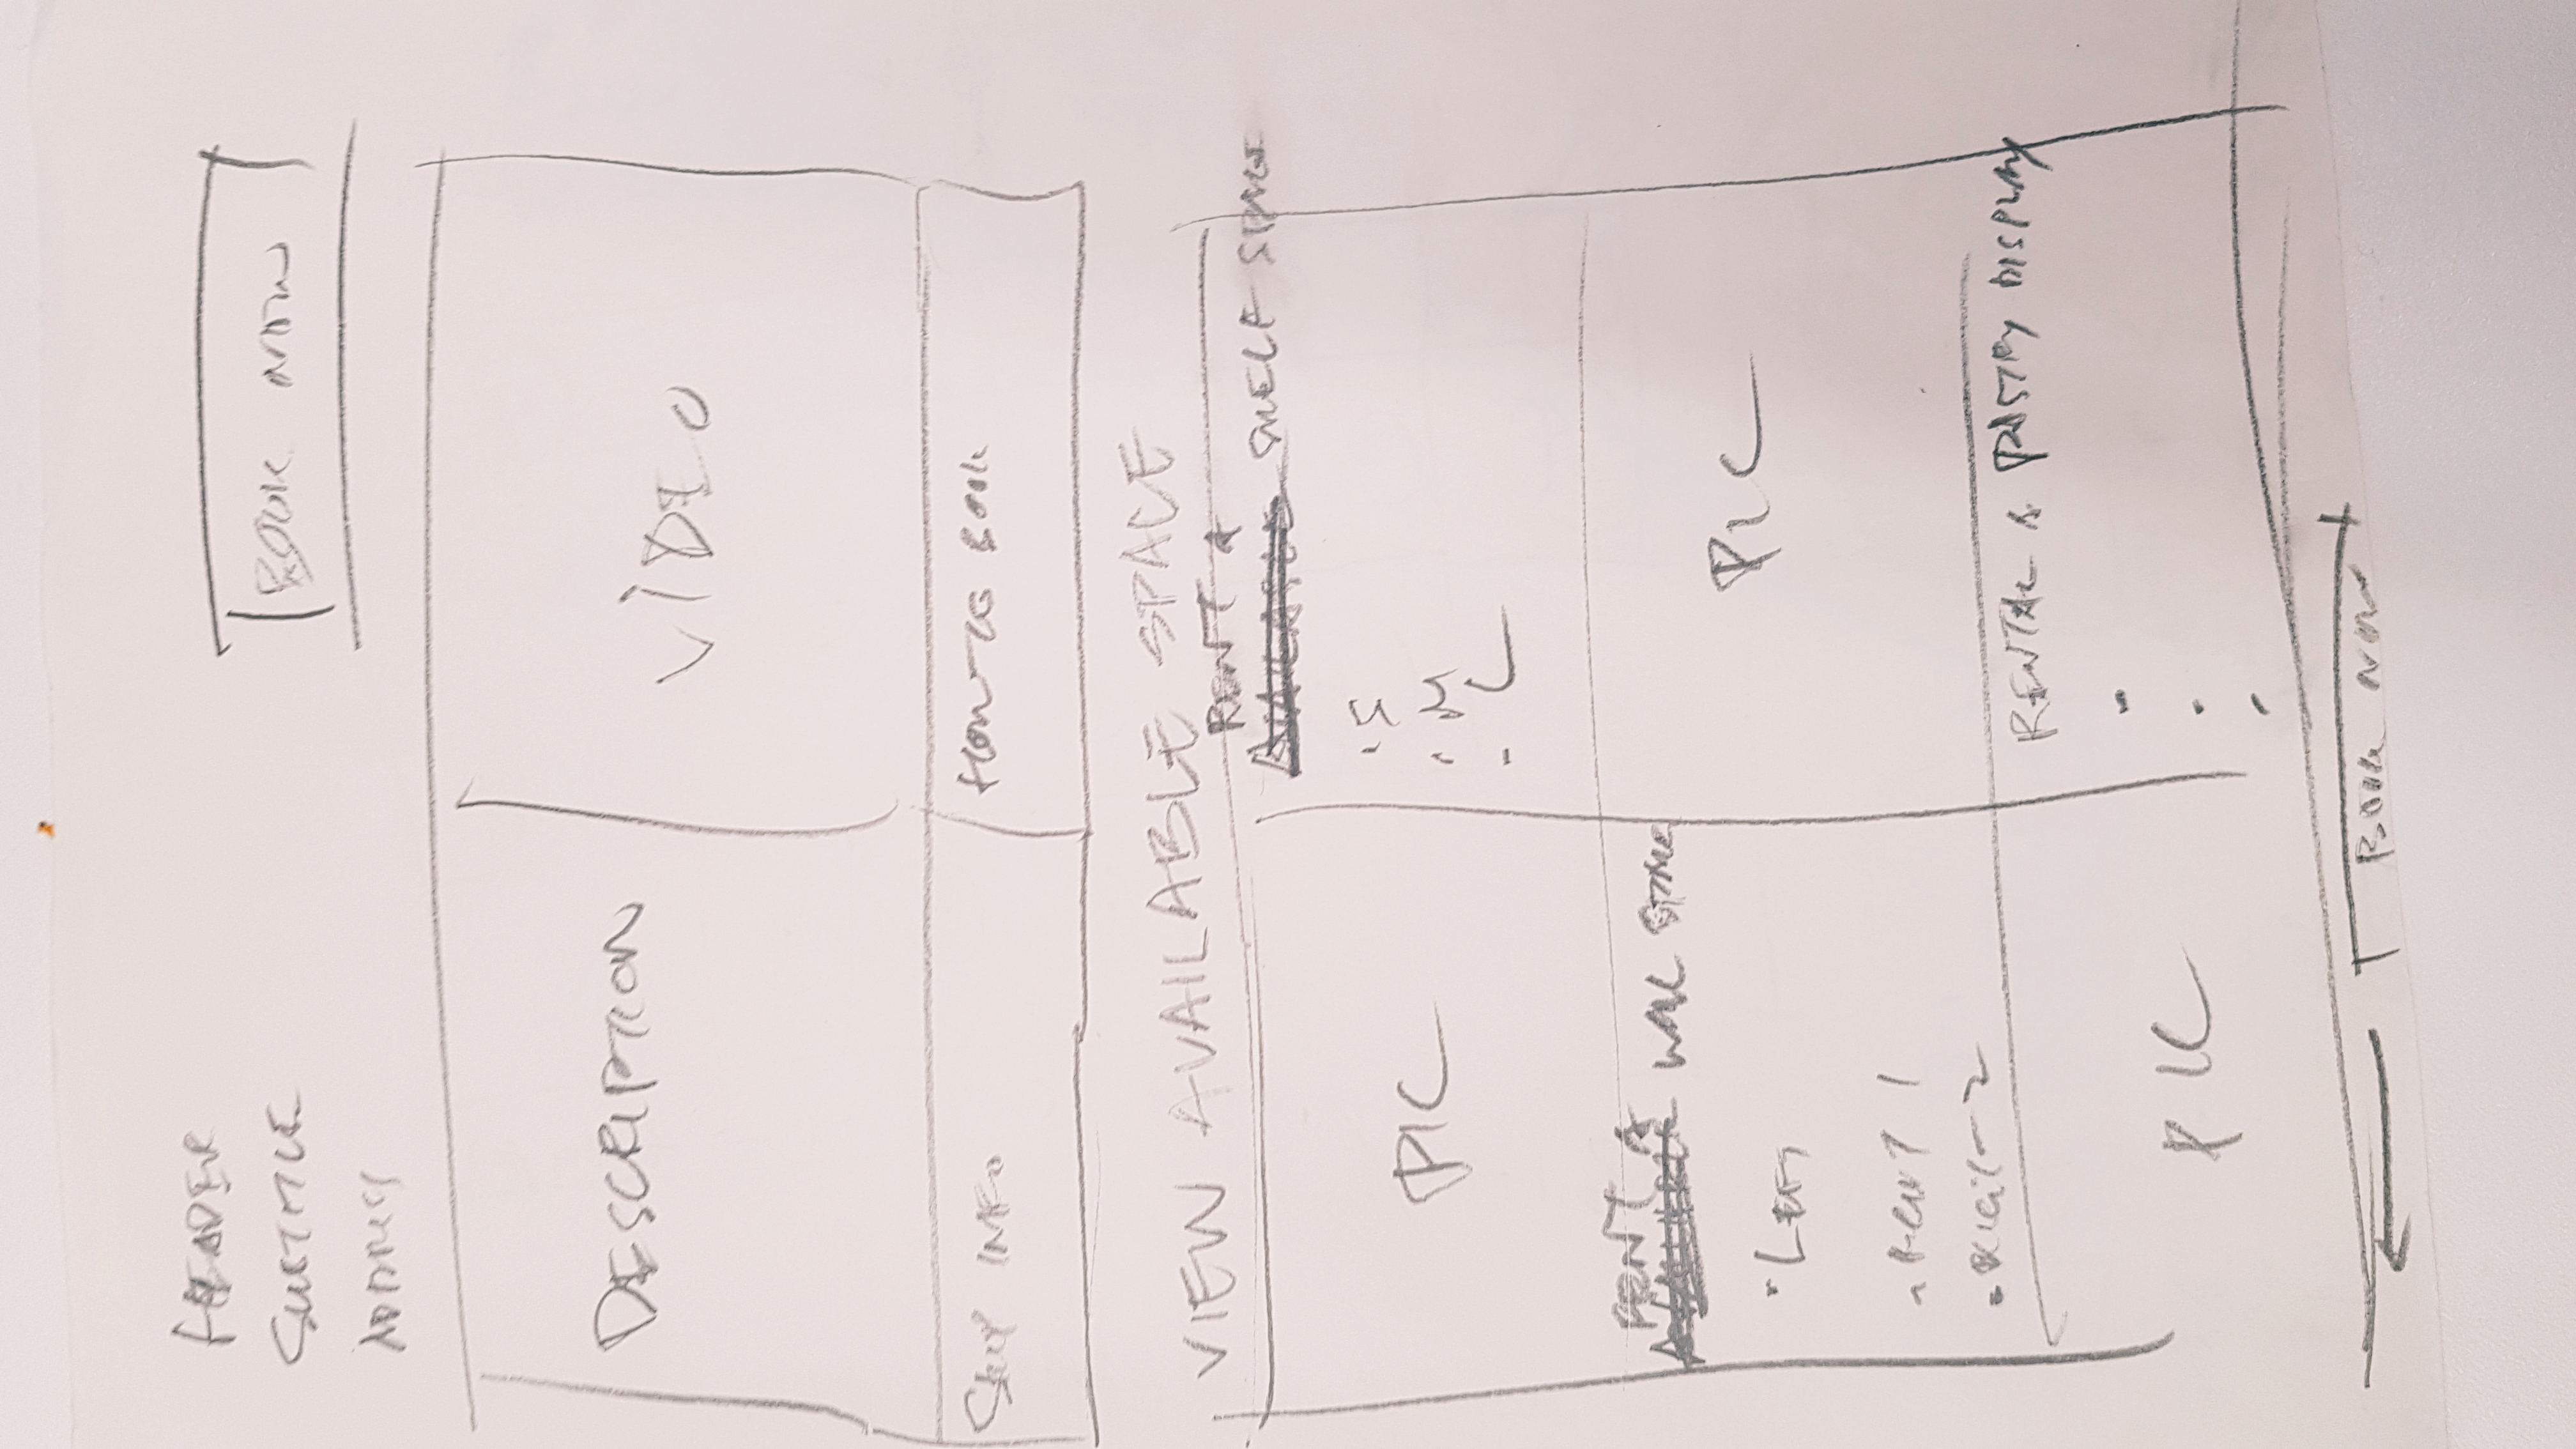 HEADER
SUBTITLE
ADDRESS
BOOK NOW
DESCRIPTION
VIDEO
SHOP INFO
HOW TO BOOK
VIEW AVAILABLE SPACE
PIC
RENT A
AVAILABLE SHELF SPACE
· S
· M
- L
RENT A
AVAILABLE WALL SPACE
· LEFT
- RIGHT 1
· RIGHT 2
PIC
PIC
RENTAL A PASTRY DISPLAY
BOOK NOW